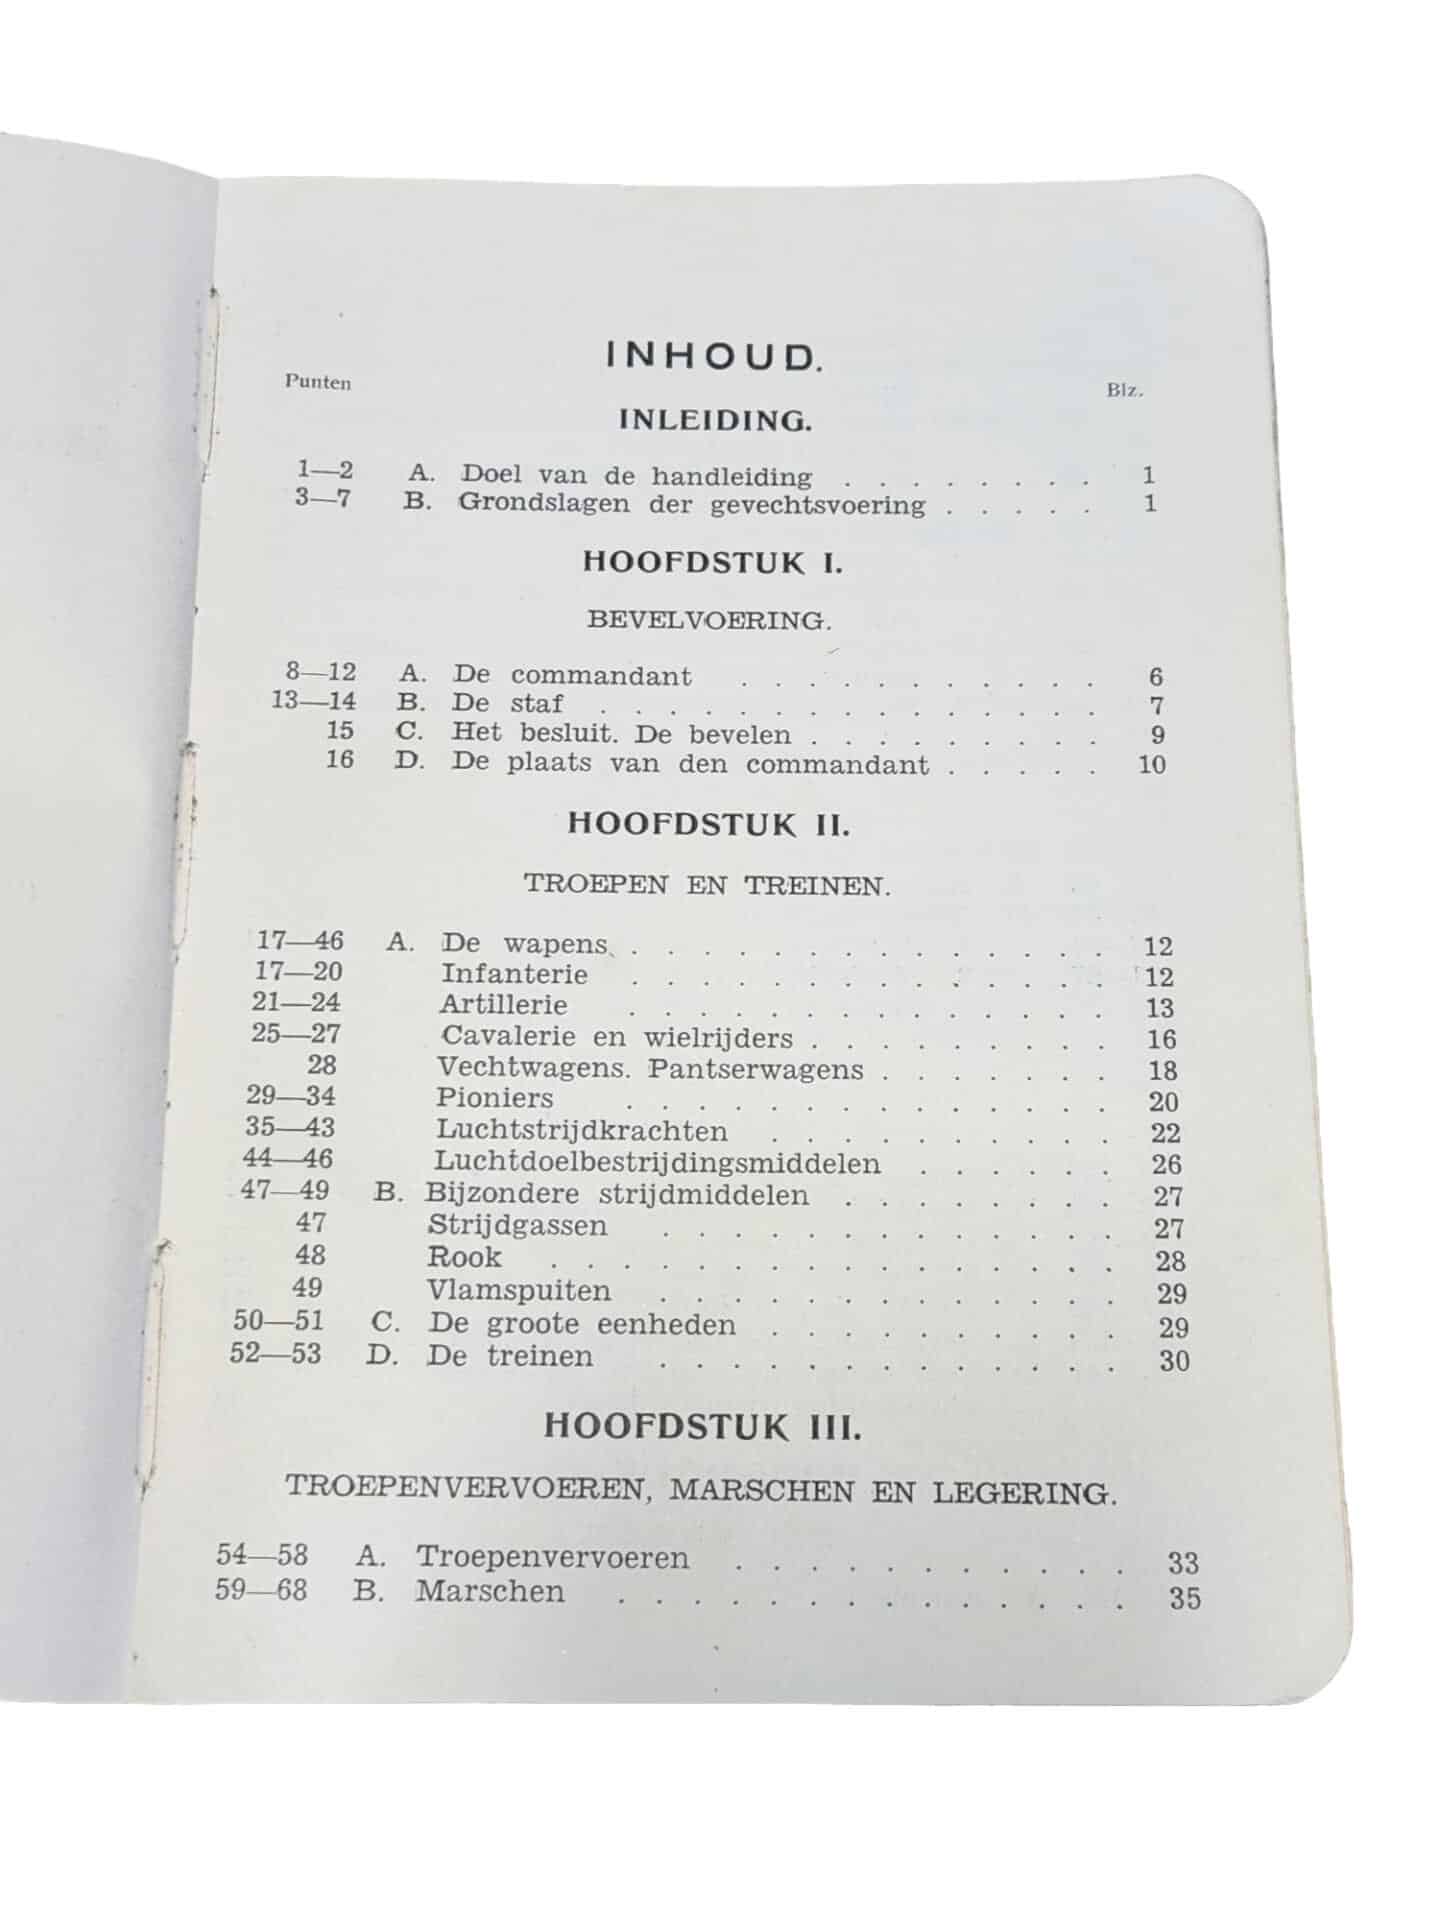 INHOUD.
Punten Blz.
INLEIDING.
1—2 A. Doel van de handleiding . . . . . . . . 1
3—7 B. Grondslagen der gevechtsvoering . . . . . 1
HOOFDSTUK I.
BEVELVOERING.
8—12 A. De commandant . . . . . . . . . . . 6
13—14 B. De staf . . . . . . . . . . . . . . . 7
15 C. Het besluit. De bevelen . . . . . . . . . 9
16 D. De plaats van den commandant . . . . . 10
HOOFDSTUK II.
TROEPEN EN TREINEN.
17—46 A. De wapens . . . . . . . . . . . . . . 12
17—20 Infanterie . . . . . . . . . . . . . . 12
21—24 Artillerie . . . . . . . . . . . . . . 13
25—27 Cavalerie en wielrijders . . . . . . . . . 16
28 Vechtwagens. Pantserwagens . . . . . . . 18
29—34 Pioniers . . . . . . . . . . . . . . 20
35—43 Luchtstrijdkrachten . . . . . . . . . . 22
44—46 Luchtdoelbestrijdingsmiddelen . . . . . . 26
47—49 B. Bijzondere strijdmiddelen . . . . . . . . 27
47 Strijdgassen . . . . . . . . . . . . . 27
48 Rook . . . . . . . . . . . . . . . . 28
49 Vlamspuiten . . . . . . . . . . . . . 29
50—51 C. De groote eenheden . . . . . . . . . . 29
52—53 D. De treinen . . . . . . . . . . . . . 30
HOOFDSTUK III.
TROEPENVERVOEREN, MARSCHEN EN LEGERING.
54—58 A. Troepenvervoeren . . . . . . . . . . . 33
59—68 B. Marschen . . . . . . . . . . . . . . 35